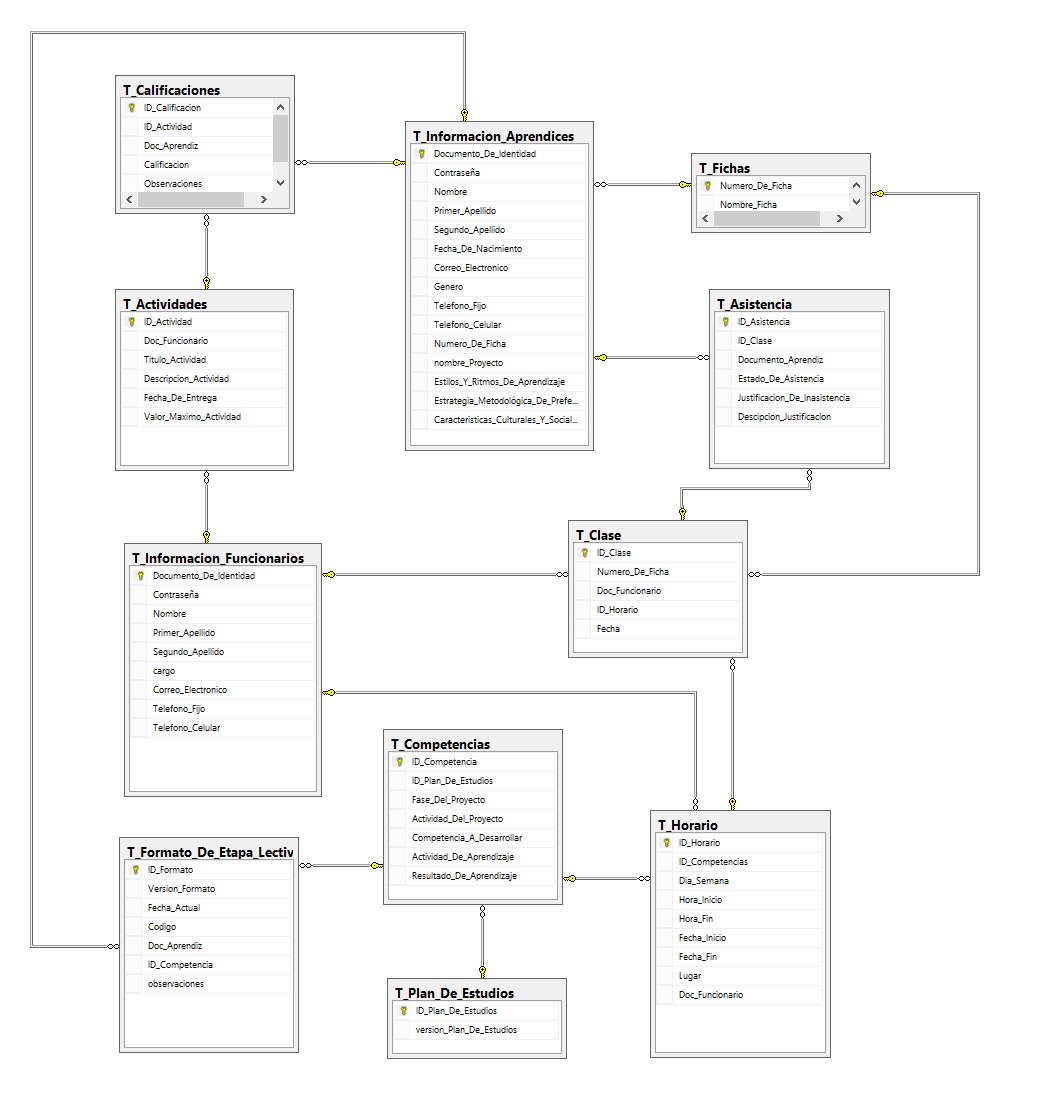 T_Calificaciones
ID_Calificacion
ID_Actividad
Doc_Aprendiz
Calificacion
Observaciones
T_Informacion_Aprendices
Documento_De_Identidad
Contraseña
Nombre
Primer_Apellido
Segundo_Apellido
Fecha_De_Nacimiento
Correo_Electronico
Genero
Telefono_Fijo
Telefono_Celular
Numero_De_Ficha
nombre_Proyecto
Estilos_Y_Ritmos_De_Aprendizaje
Estrategia_Metodológica_De_Prefe...
Caracteristicas_Culturales_Y_Social...
T_Fichas
Numero_De_Ficha
Nombre_Ficha
T_Actividades
ID_Actividad
Doc_Funcionario
Titulo_Actividad
Descripcion_Actividad
Fecha_De_Entrega
Valor_Maximo_Actividad
T_Asistencia
ID_Asistencia
ID_Clase
Documento_Aprendiz
Estado_De_Asistencia
Justificacion_De_Inasistencia
Descipcion_Justificacion
T_Clase
ID_Clase
Numero_De_Ficha
Doc_Funcionario
ID_Horario
Fecha
T_Informacion_Funcionarios
Documento_De_Identidad
Contraseña
Nombre
Primer_Apellido
Segundo_Apellido
cargo
Correo_Electronico
Telefono_Fijo
Telefono_Celular
T_Competencias
ID_Competencia
ID_Plan_De_Estudios
Fase_Del_Proyecto
Actividad_Del_Proyecto
Competencia_A_Desarrollar
Actividad_De_Aprendizaje
Resultado_De_Aprendizaje
T_Horario
ID_Horario
ID_Competencias
Dia_Semana
Hora_Inicio
Hora_Fin
Fecha_Inicio
Fecha_Fin
Lugar
Doc_Funcionario
T_Formato_De_Etapa_Lectiv
ID_Formato
Version_Formato
Fecha_Actual
Codigo
Doc_Aprendiz
ID_Competencia
observaciones
T_Plan_De_Estudios
ID_Plan_De_Estudios
version_Plan_De_Estudios